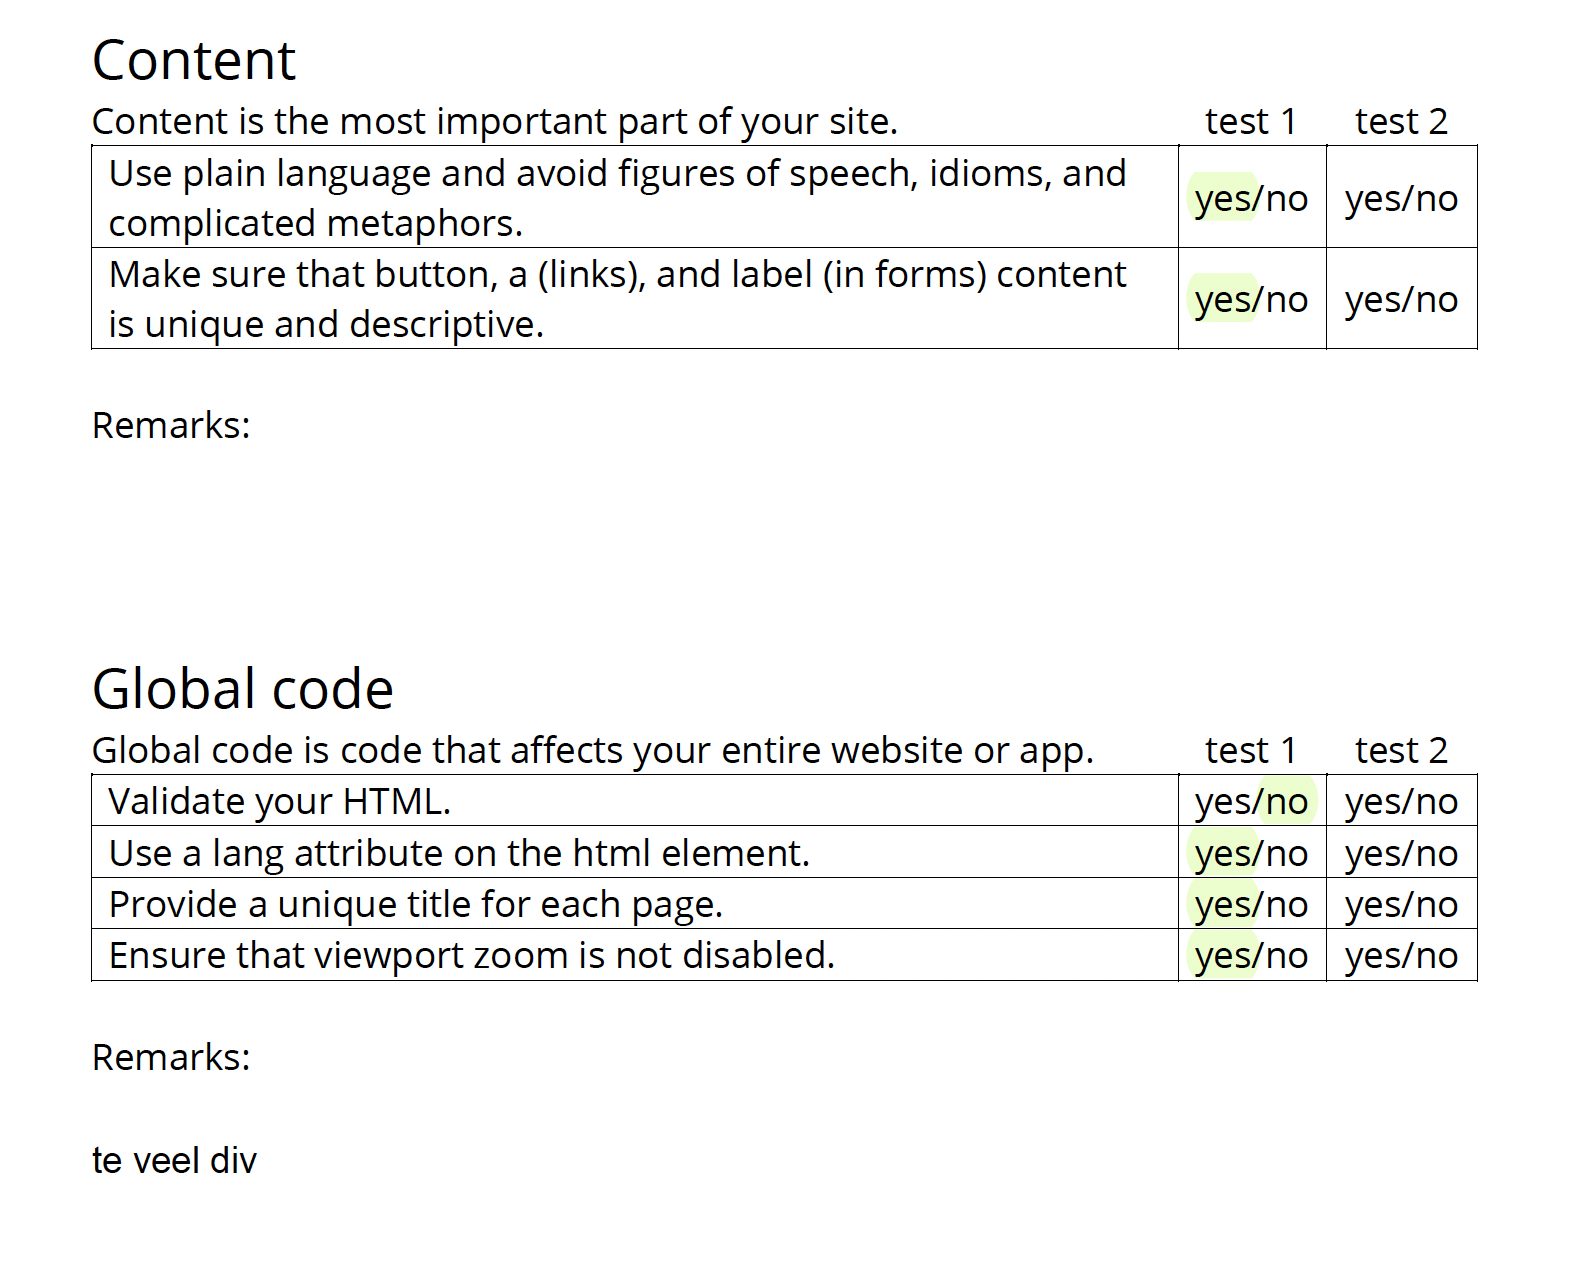 Content
Content is the most important part of your site. test 1 test 2
Use plain language and avoid figures of speech, idioms, and
complicated metaphors.
yes/no yes/no
Make sure that button, a (links), and label (in forms) content
is unique and descriptive.
yes/no yes/no
Remarks:
Global code
Global code is code that affects your entire website or app. test 1 test 2
Validate your HTML. yes/no yes/no
Use a lang attribute on the html element. yes/no yes/no
Provide a unique title for each page. yes/no yes/no
Ensure that viewport zoom is not disabled. yes/no yes/no
Remarks:
te veel div